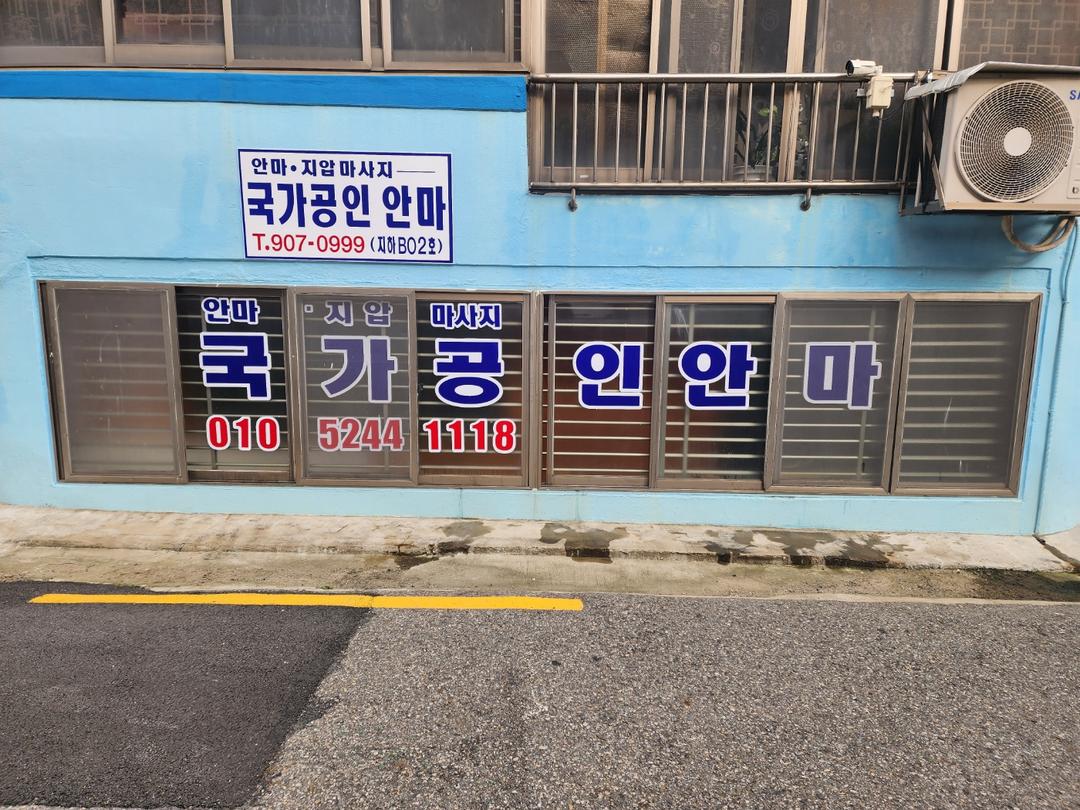 안마•지압마사지
국가공인 안마
T.907-0999 (지하B02호)
안마 · 지압 마사지
국가공인안마
010 5244 1118